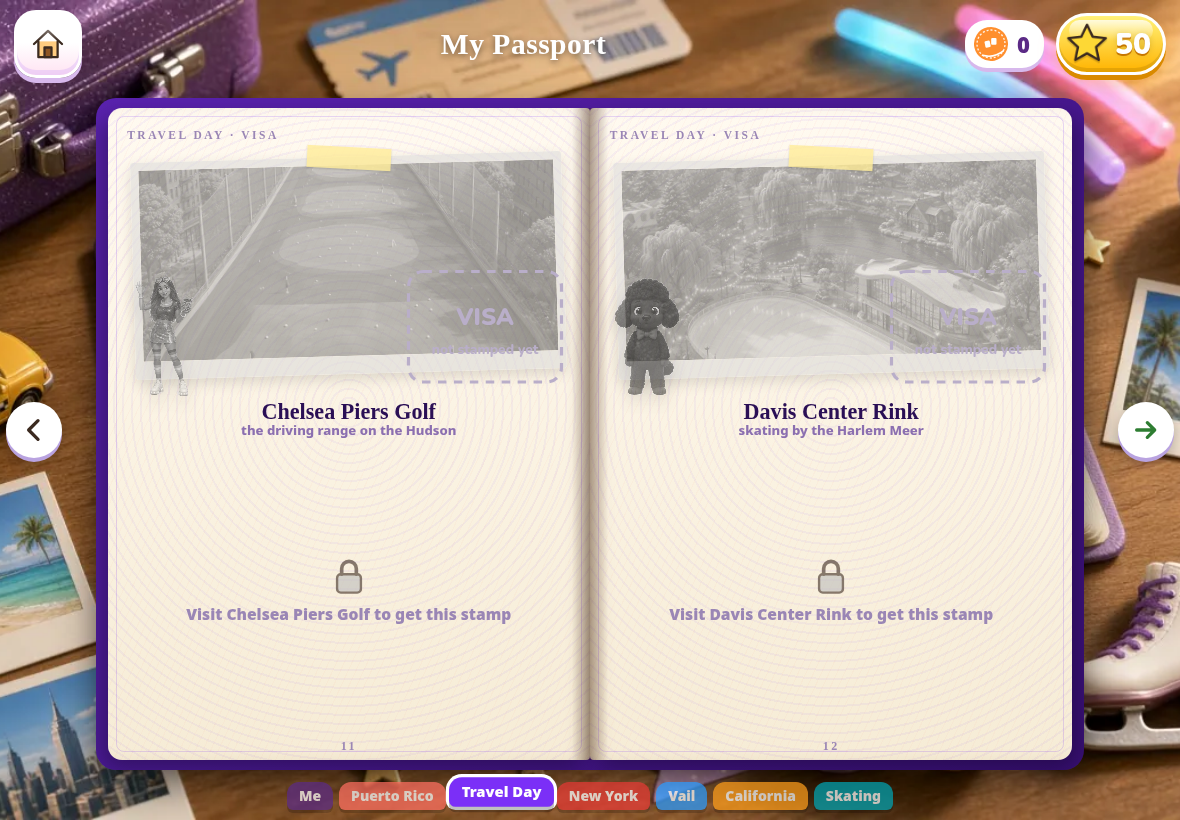 My Passport
0
50
TRAVEL DAY · VISA
VISA
not stamped yet
Chelsea Piers Golf
the driving range on the Hudson
Visit Chelsea Piers Golf to get this stamp
11
TRAVEL DAY · VISA
VISA
not stamped yet
Davis Center Rink
skating by the Harlem Meer
Visit Davis Center Rink to get this stamp
12
Me
Puerto Rico
Travel Day
New York
Vail
California
Skating